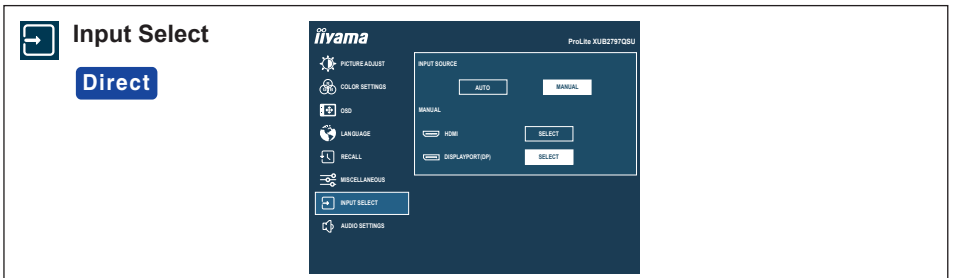 Input Select
Direct
iiyama
ProLite XUB2797QSU
PICTURE ADJUST
COLOR SETTINGS
OSD
LANGUAGE
RECALL
MISCELLANEOUS
INPUT SELECT
AUDIO SETTINGS
INPUT SOURCE
AUTO MANUAL
MANUAL
HDMI SELECT
DISPLAYPORT(DP) SELECT